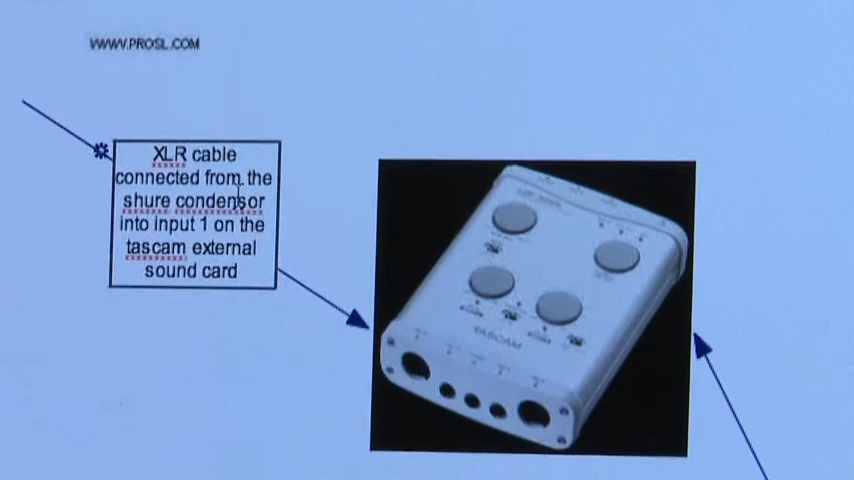 WWW.PROSL.COM
XLR cable
connected from the
shure condensor
into input 1 on the
tascam external
sound card
TASCAM